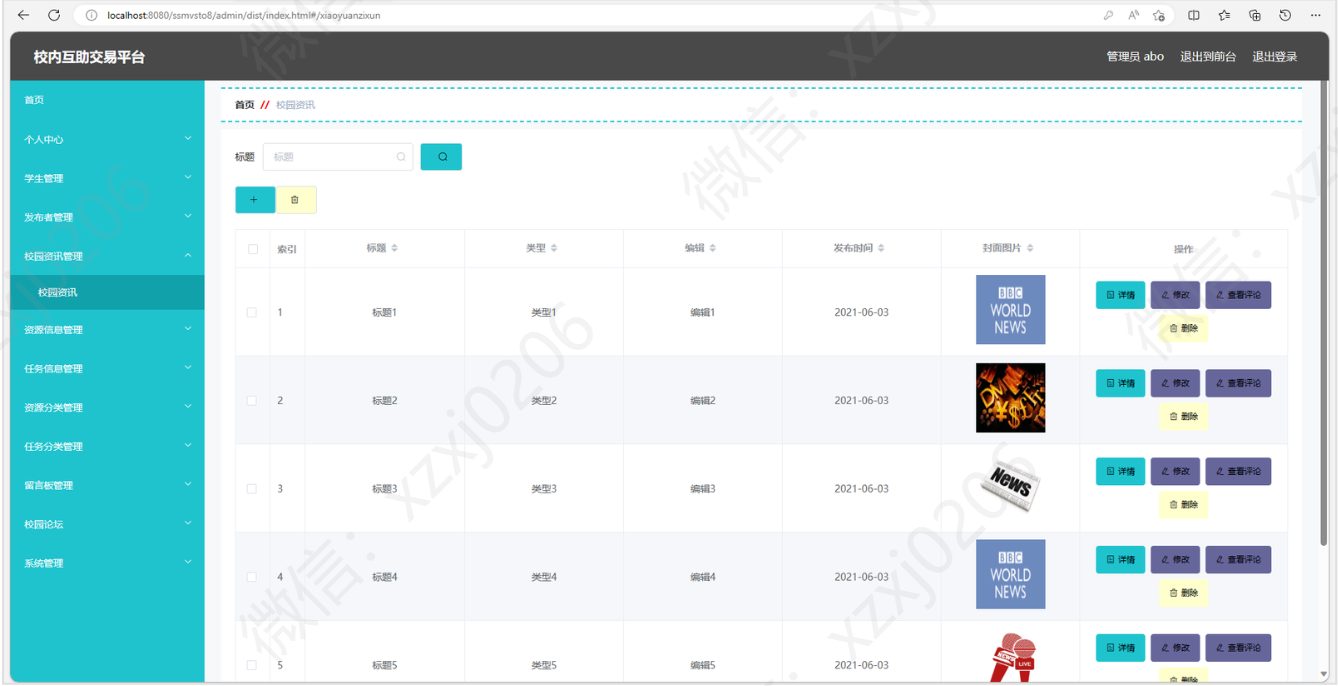 localhost:8080/ssmvsto8/admin/dist/index.html#/xiaoyuanzixun
校内互助交易平台
管理员 abo 退出到前台 退出登录
首页
个人中心
学生管理
发布者管理
校园资讯管理
校园资讯
资源信息管理
任务信息管理
资源分类管理
任务分类管理
留言板管理
校园论坛
系统管理
首页 // 校园资讯
标题 标题
索引 标题 类型 编辑 发布时间 封面图片 操作
1 标题1 类型1 编辑1 2021-06-03 详情 修改 查看评论
BBC
WORLD
NEWS
删除
2 标题2 类型2 编辑2 2021-06-03 详情 修改 查看评论
删除
3 标题3 类型3 编辑3 2021-06-03 详情 修改 查看评论
News
删除
4 标题4 类型4 编辑4 2021-06-03 详情 修改 查看评论
BBC
WORLD
NEWS
删除
5 标题5 类型5 编辑5 2021-06-03 详情 修改 查看评论
LIVE
删除
微信：xzxj0206